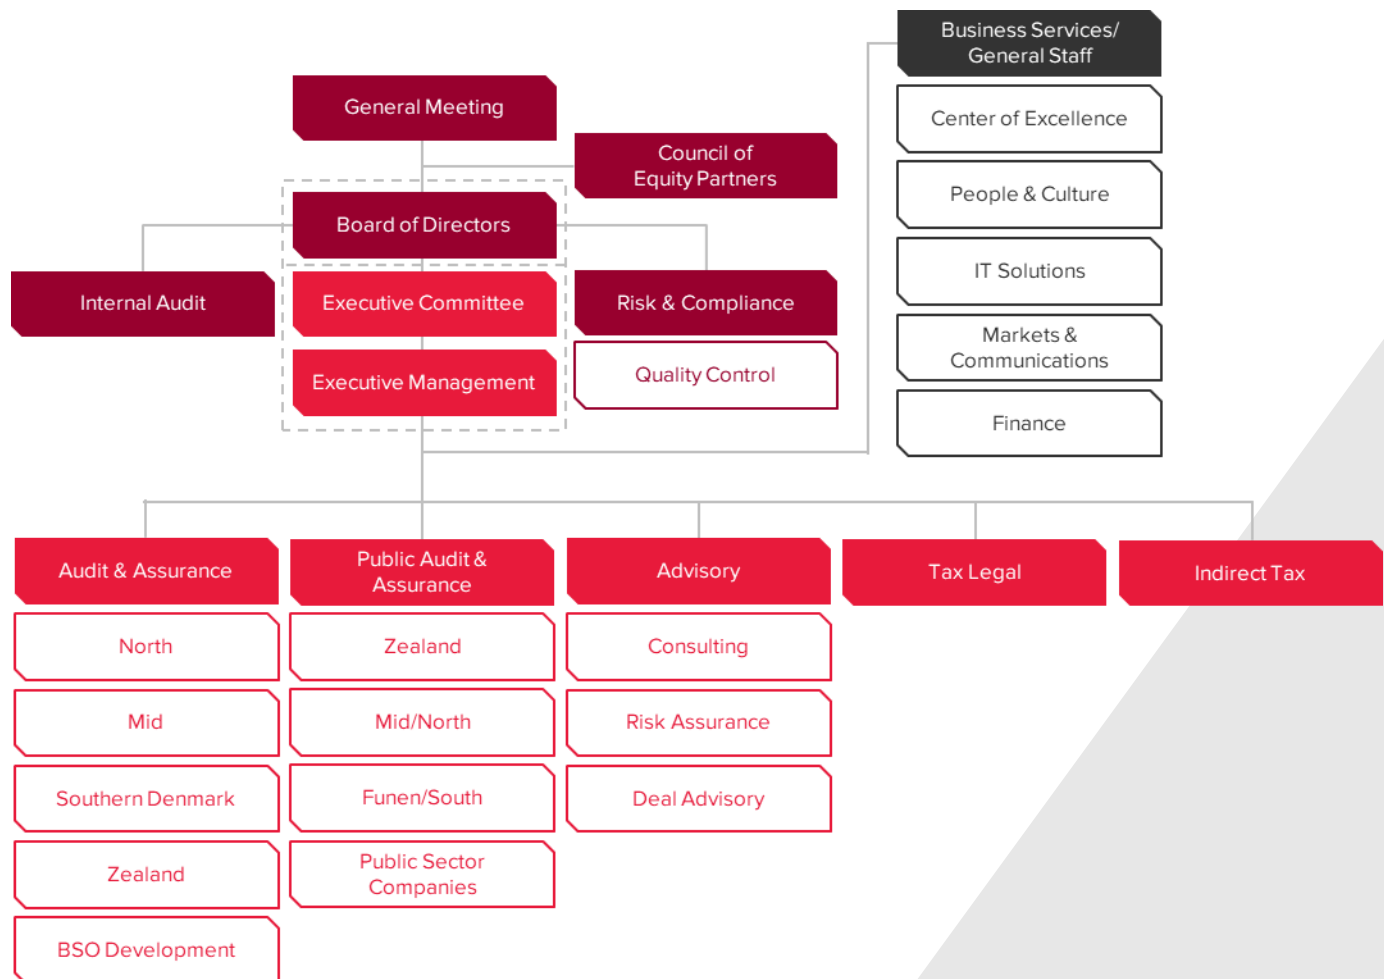 General Meeting
Council of
Equity Partners
Board of Directors
Internal Audit
Executive Committee
Risk & Compliance
Executive Management
Quality Control
Business Services/
General Staff
Center of Excellence
People & Culture
IT Solutions
Markets &
Communications
Finance
Audit & Assurance
North
Mid
Southern Denmark
Zealand
BSO Development
Public Audit &
Assurance
Zealand
Mid/North
Funen/South
Public Sector
Companies
Advisory
Consulting
Risk Assurance
Deal Advisory
Tax Legal
Indirect Tax